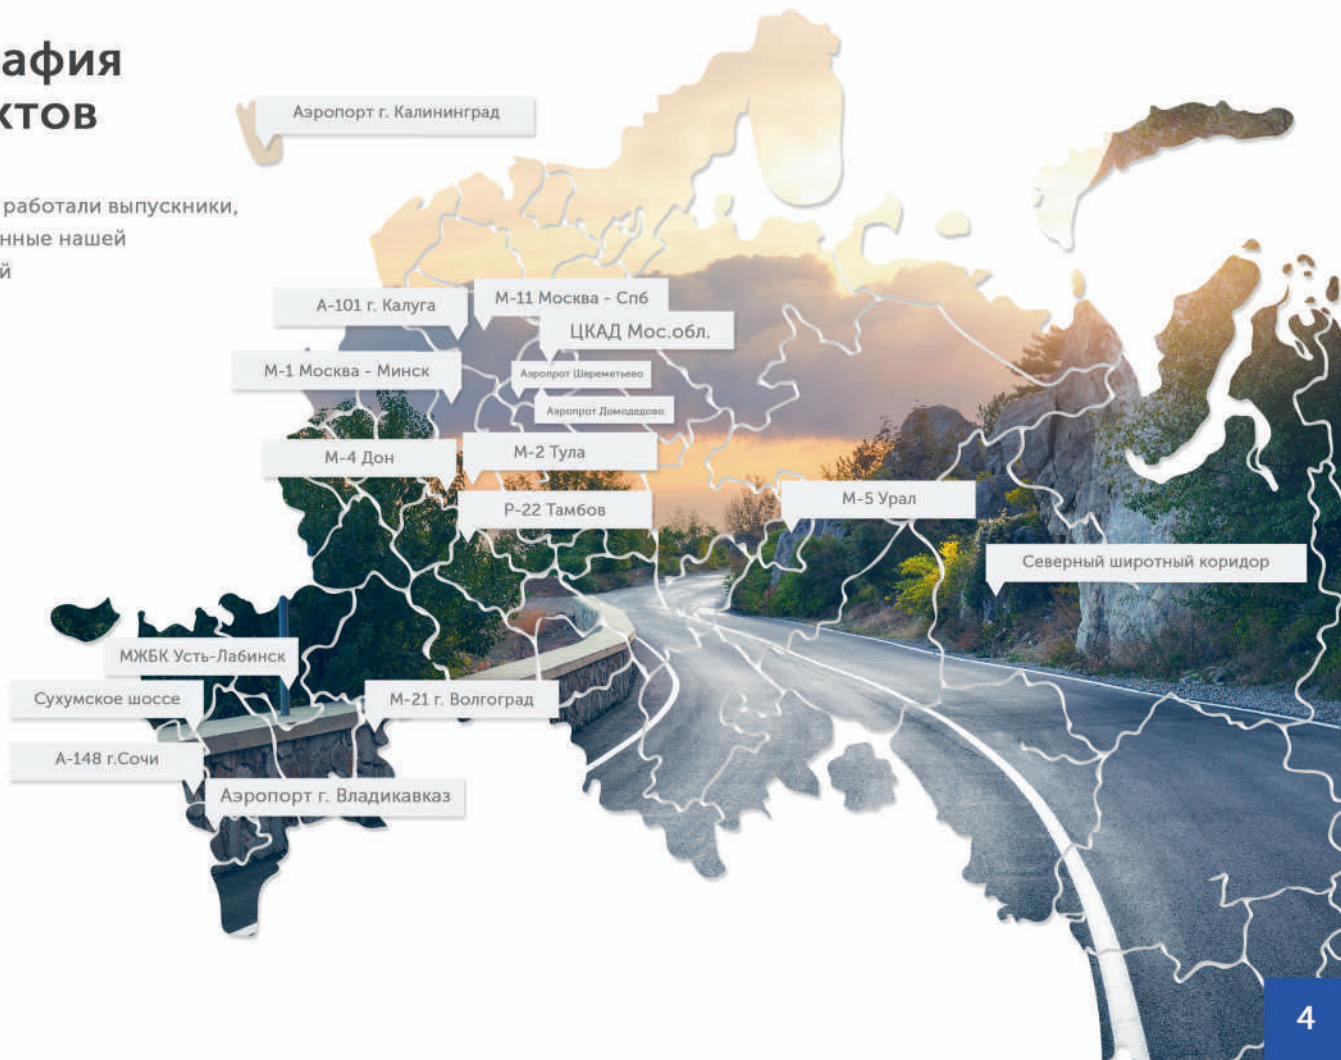 афия
ктов
работали выпускники,
нные нашей
й
Аэропорт г. Калининград
А-101 г. Калуга
М-11 Москва - Спб
ЦКАД Мос.обл.
М-1 Москва - Минск
Аэропрот Шереметьево
Аэропрот Домодедово
М-4 Дон
М-2 Тула
Р-22 Тамбов
М-5 Урал
Северный широтный коридор
МЖБК Усть-Лабинск
Сухумское шоссе
М-21 г. Волгоград
А-148 г.Сочи
Аэропорт г. Владикавказ
4